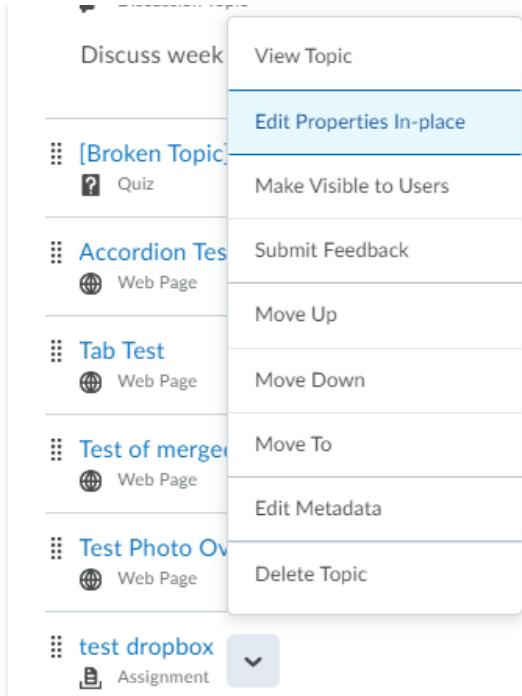 Discussion Topic
Discuss week
View Topic
Edit Properties In-place
[Broken Topic]
Quiz
Make Visible to Users
Accordion Tes
Web Page
Submit Feedback
Move Up
Tab Test
Web Page
Move Down
Test of merge
Web Page
Move To
Edit Metadata
Test Photo Ov
Web Page
Delete Topic
test dropbox
Assignment